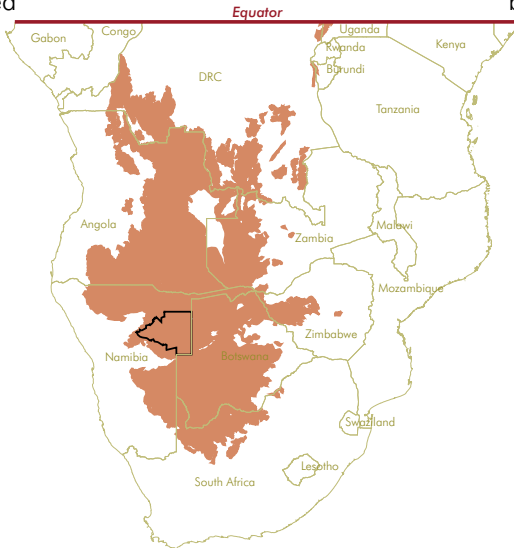 ed
b
Equator
Gabon
Congo
Uganda
Rwanda
Kenya
Burundi
DRC
Tanzania
Angola
Zambia
Malawi
Mozambique
Zimbabwe
Namibia
Botswana
Swaziland
Lesotho
South Africa